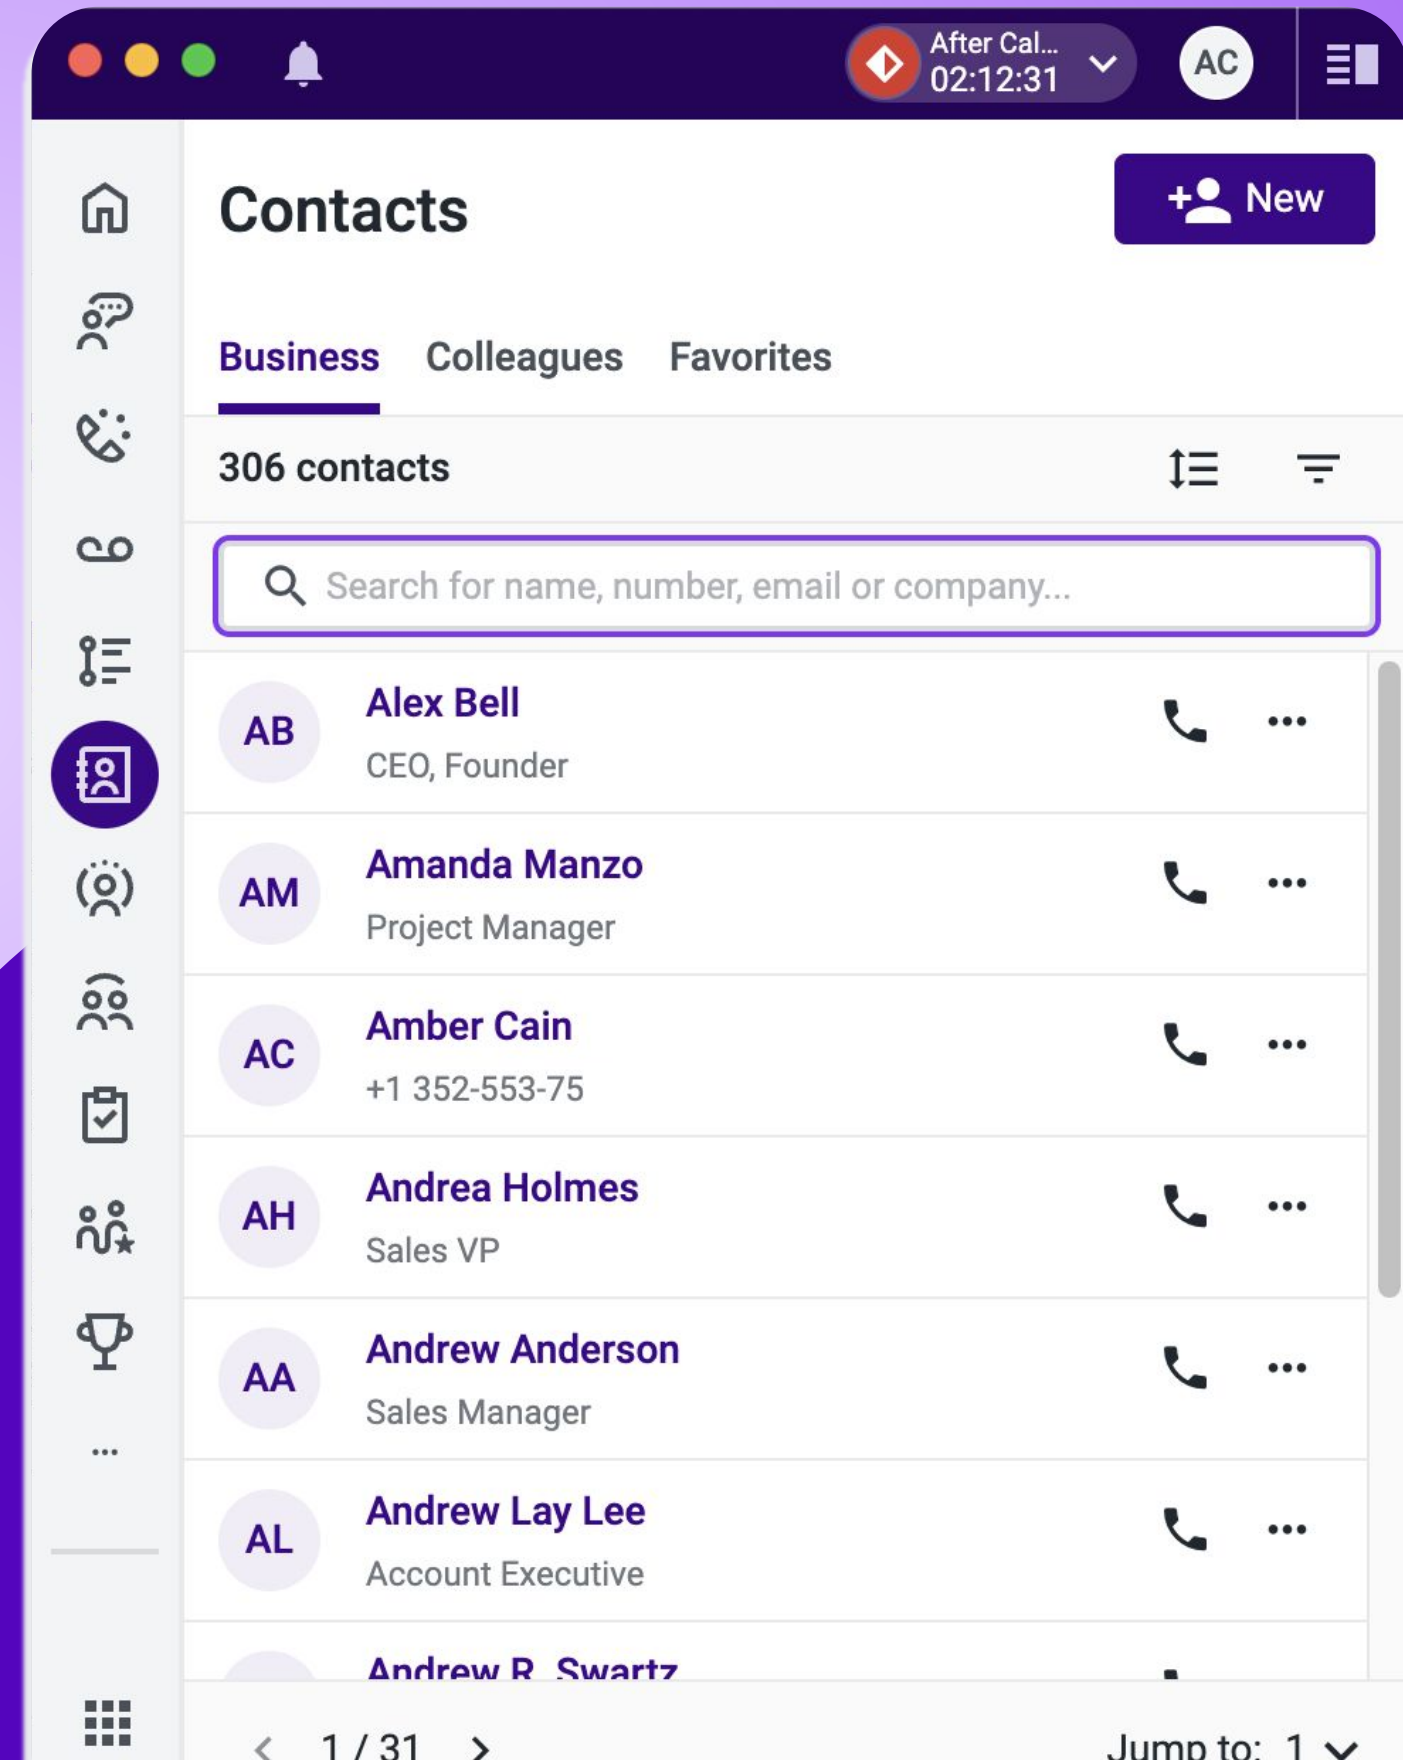 After Cal...
02:12:31
AC
Contacts
New
Business Colleagues Favorites
306 contacts
Search for name, number, email or company...
AB
Alex Bell
CEO, Founder
AM
Amanda Manzo
Project Manager
AC
Amber Cain
+1 352-553-75
AH
Andrea Holmes
Sales VP
AA
Andrew Anderson
Sales Manager
AL
Andrew Lay Lee
Account Executive
Andrew R. Swartz
1 / 31
Jump to: 1